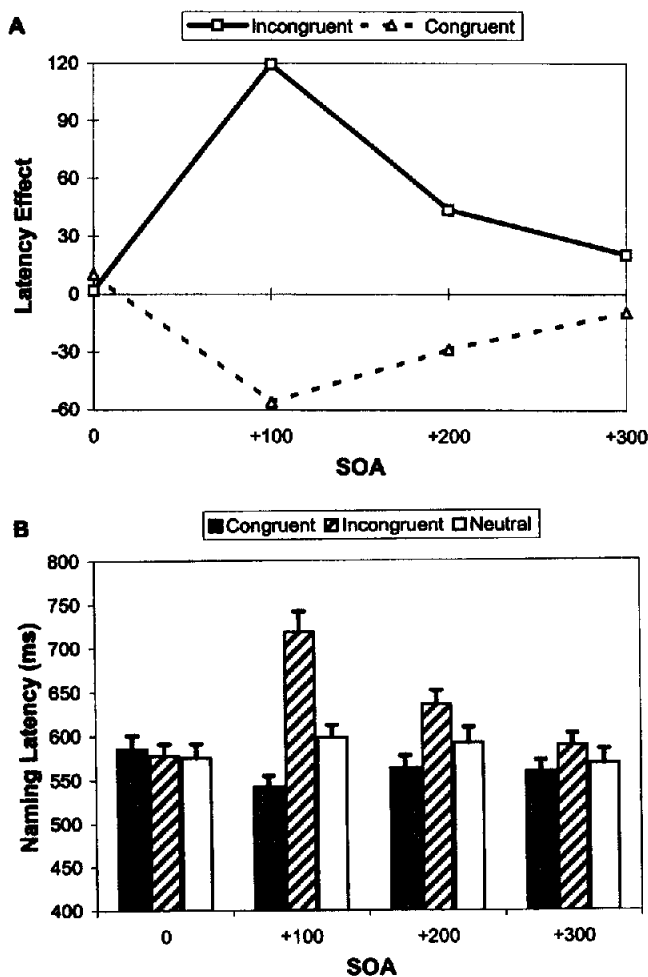 A
Incongruent Congruent
120
90
60
30
0
-30
-60
Latency Effect
0 +100 +200 +300
SOA
B
Congruent Incongruent Neutral
800
750
700
650
600
550
500
450
400
Naming Latency (ms)
0 +100 +200 +300
SOA